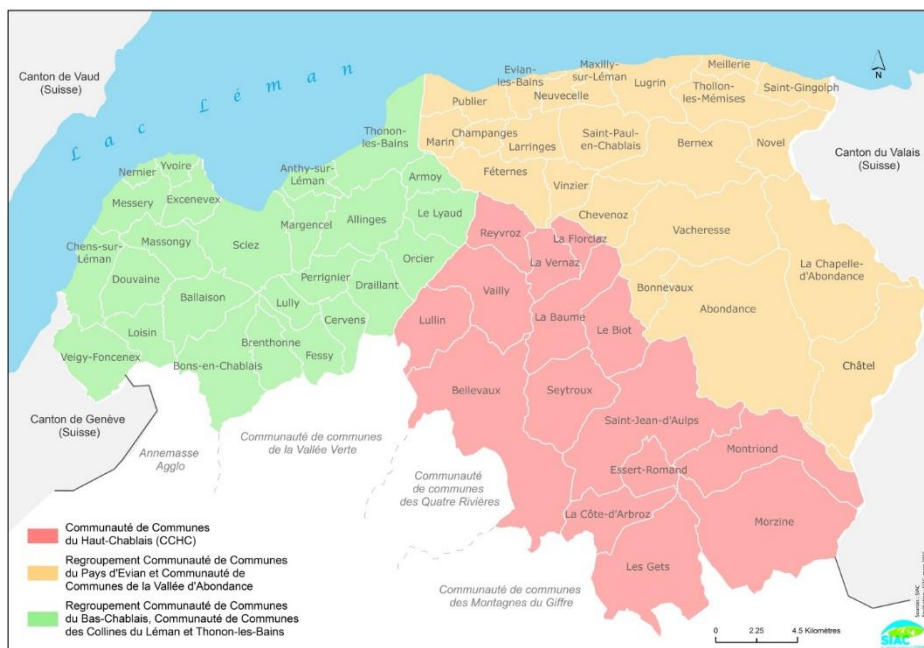 Canton de Vaud
(Suisse)
Lac Léman
N
Evian-
les-Bains
Maxilly-
sur-Léman
Lugrin
Meillerie
Thollon-
les-Mémises
Saint-Gingolph
Publier
Neuvecelle
Thonon-
les-Bains
Marin
Champanges
Larringes
Saint-Paul-
en-Chablais
Bernex
Novel
Canton du Valais
(Suisse)
Nernier
Yvoire
Anthy-sur-
Léman
Armoy
Féternes
Vinzier
Messery
Excenevex
Margencel
Allinges
Le Lyaud
Chevenoz
Chens-sur-
Léman
Massongy
Sciez
Reyvroz
La Forclaz
Vacheresse
Orcier
La Vernaz
La Chapelle-
d'Abondance
Douvaine
Perrignier
Draillant
Vailly
Bonnevaux
Ballaison
Lully
Abondance
Lullin
La Baume
Le Biot
Loisin
Cervens
Veigy-Foncenex
Brenthonne
Fessy
Bons-en-Chablais
Châtel
Bellevaux
Seytroux
Canton de Genève
(Suisse)
Saint-Jean-d'Aulps
Communauté de communes
de la Vallée Verte
Montriond
Annemasse
Agglo
Essert-Romand
Communauté
de communes
des Quatre Rivières
La Côte-d'Arbroz
Morzine
Les Gets
Communauté de communes
des Montagnes du Giffre
Communauté de Communes
du Haut-Chablais (CCHC)
Regroupement Communauté de Communes
du Pays d'Evian et Communauté de
Communes de la Vallée d'Abondance
Regroupement Communauté de Communes
du Bas-Chablais, Communauté de Communes
des Collines du Léman et Thonon-les-Bains
0 2.25 4.5 Kilomètres
SIAC